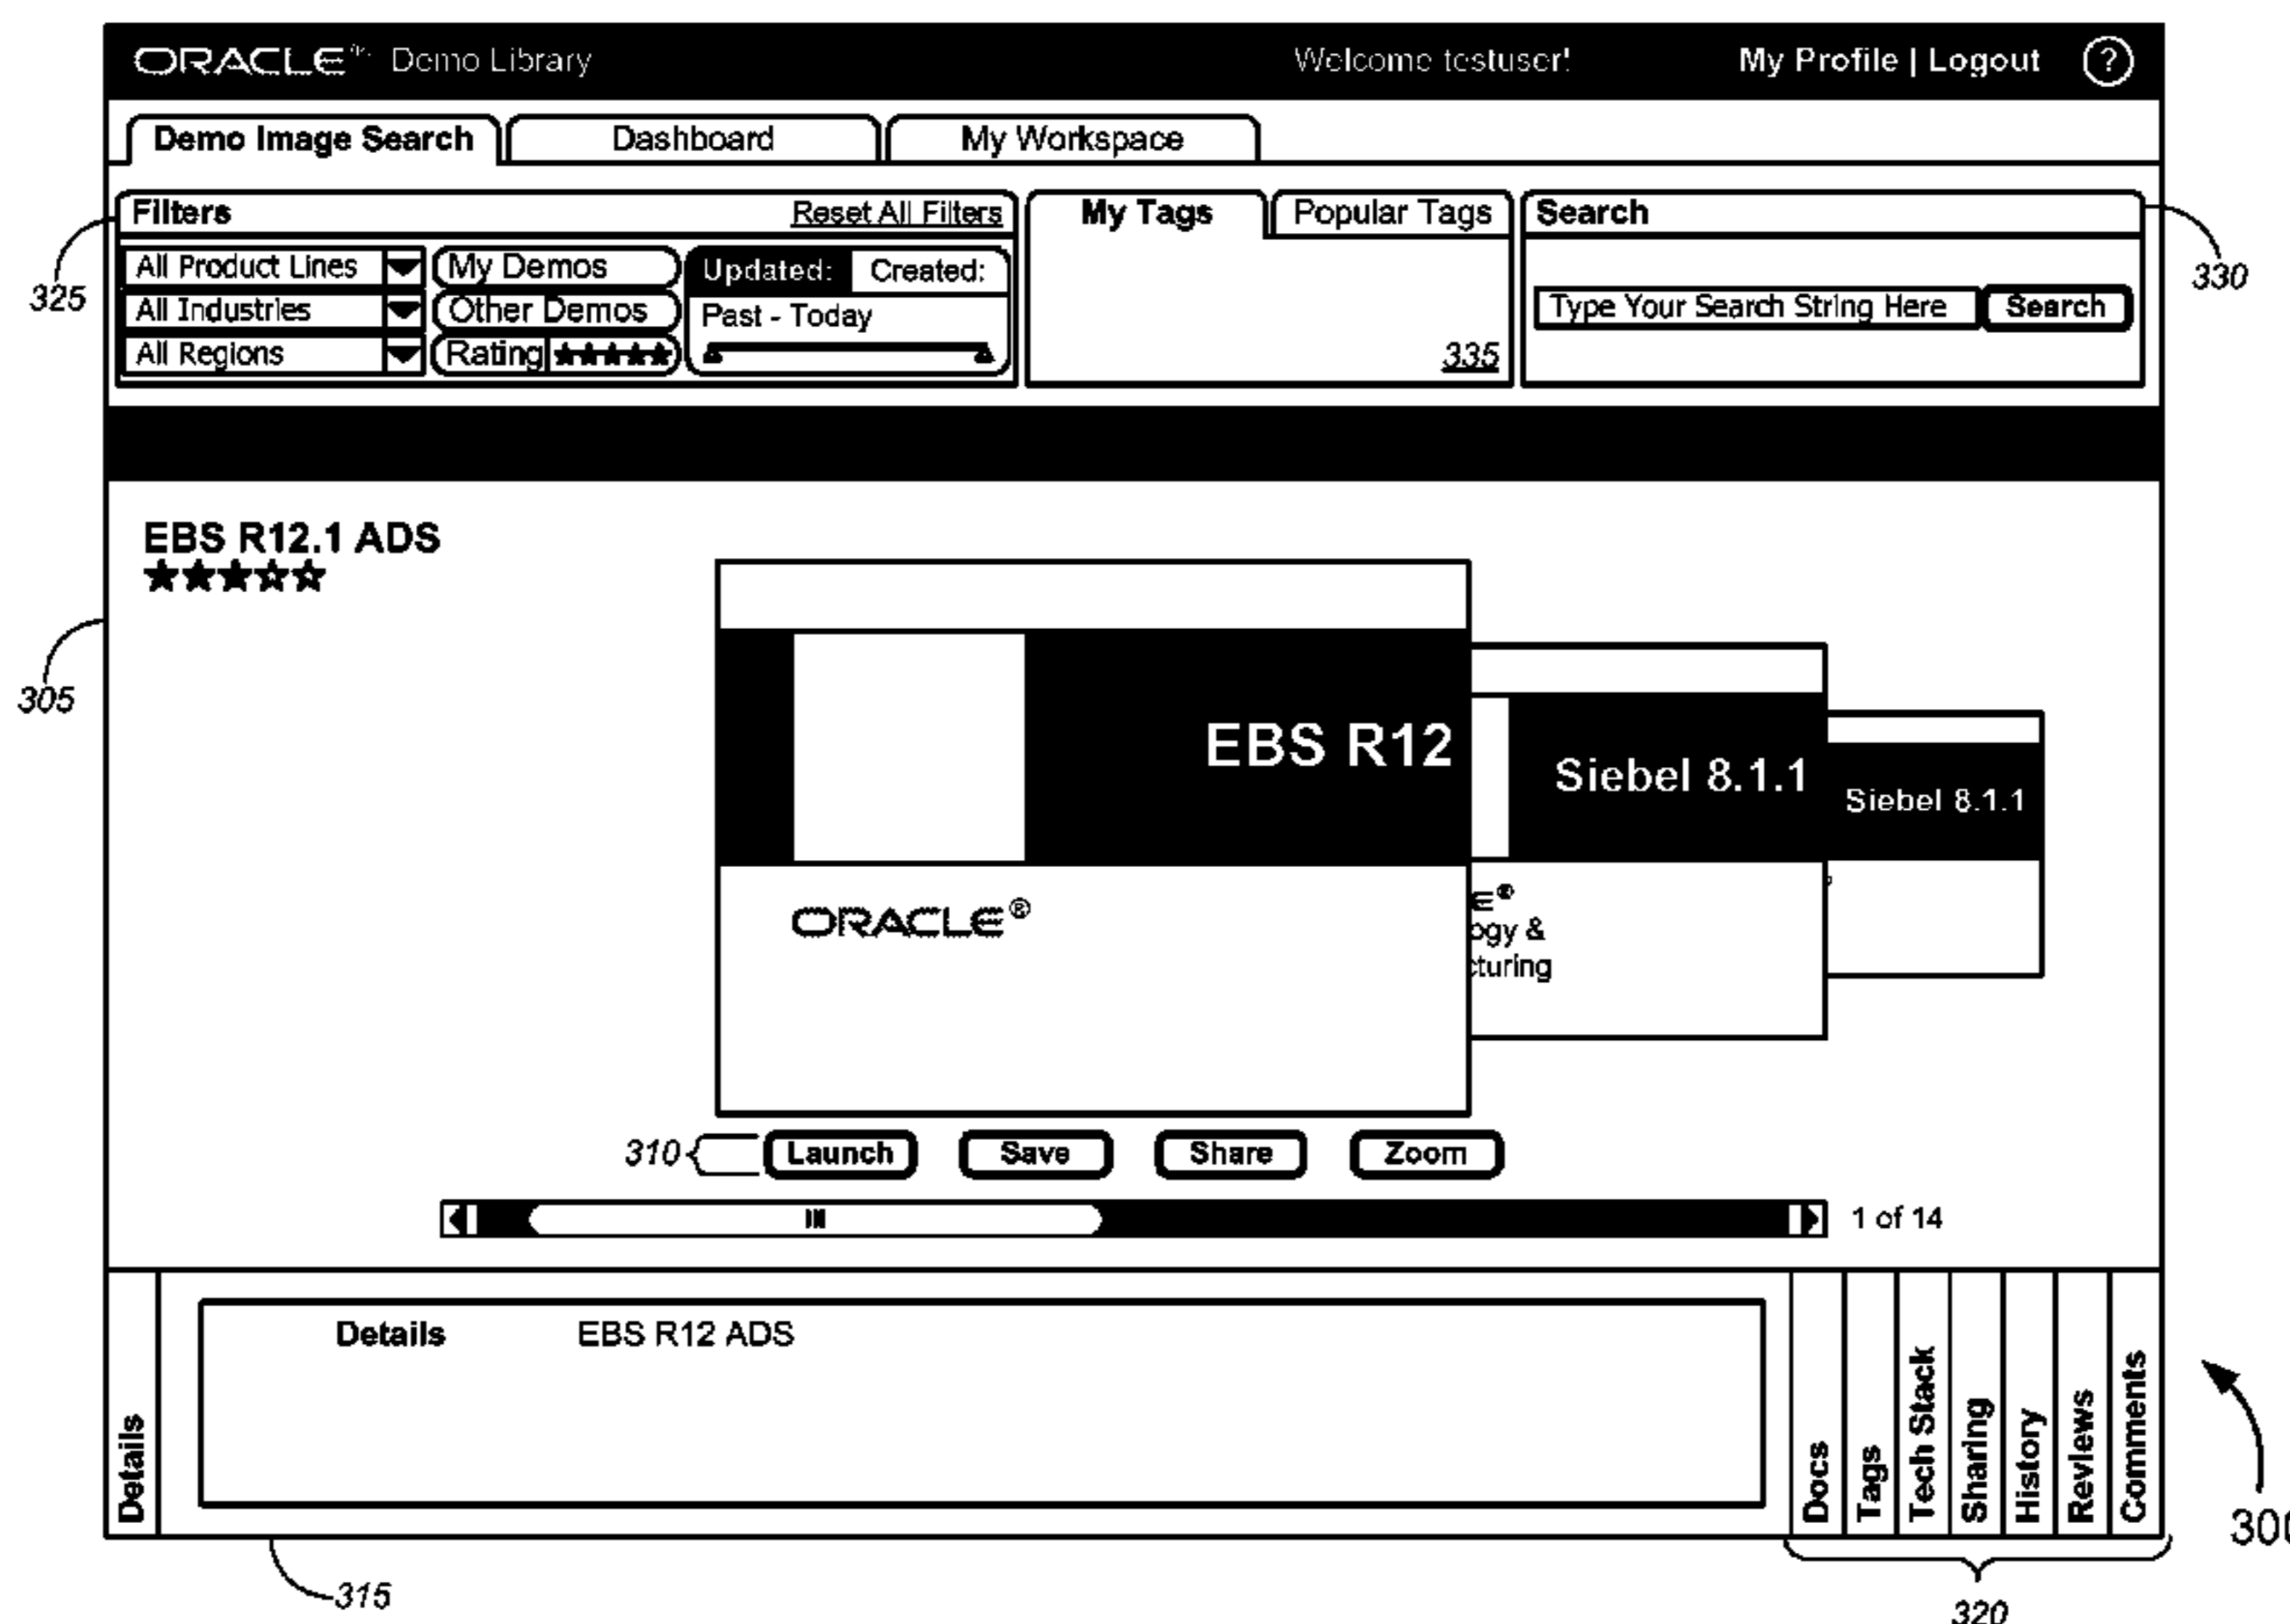 ORACLE® Demo Library Welcome testuser! My Profile | Logout ?
Demo Image Search Dashboard My Workspace
Filters Reset All Filters My Tags Popular Tags Search
All Product Lines My Demos Updated: Created:
All Industries Other Demos Past - Today
All Regions Rating
Type Your Search String Here Search
325
330
335
EBS R12.1 ADS
305
EBS R12
Siebel 8.1.1
Siebel 8.1.1
ORACLE®
E®
ogy &
cturing
310 Launch Save Share Zoom
1 of 14
Details
Details EBS R12 ADS
Docs
Tags
Tech Stack
Sharing
History
Reviews
Comments
315
320